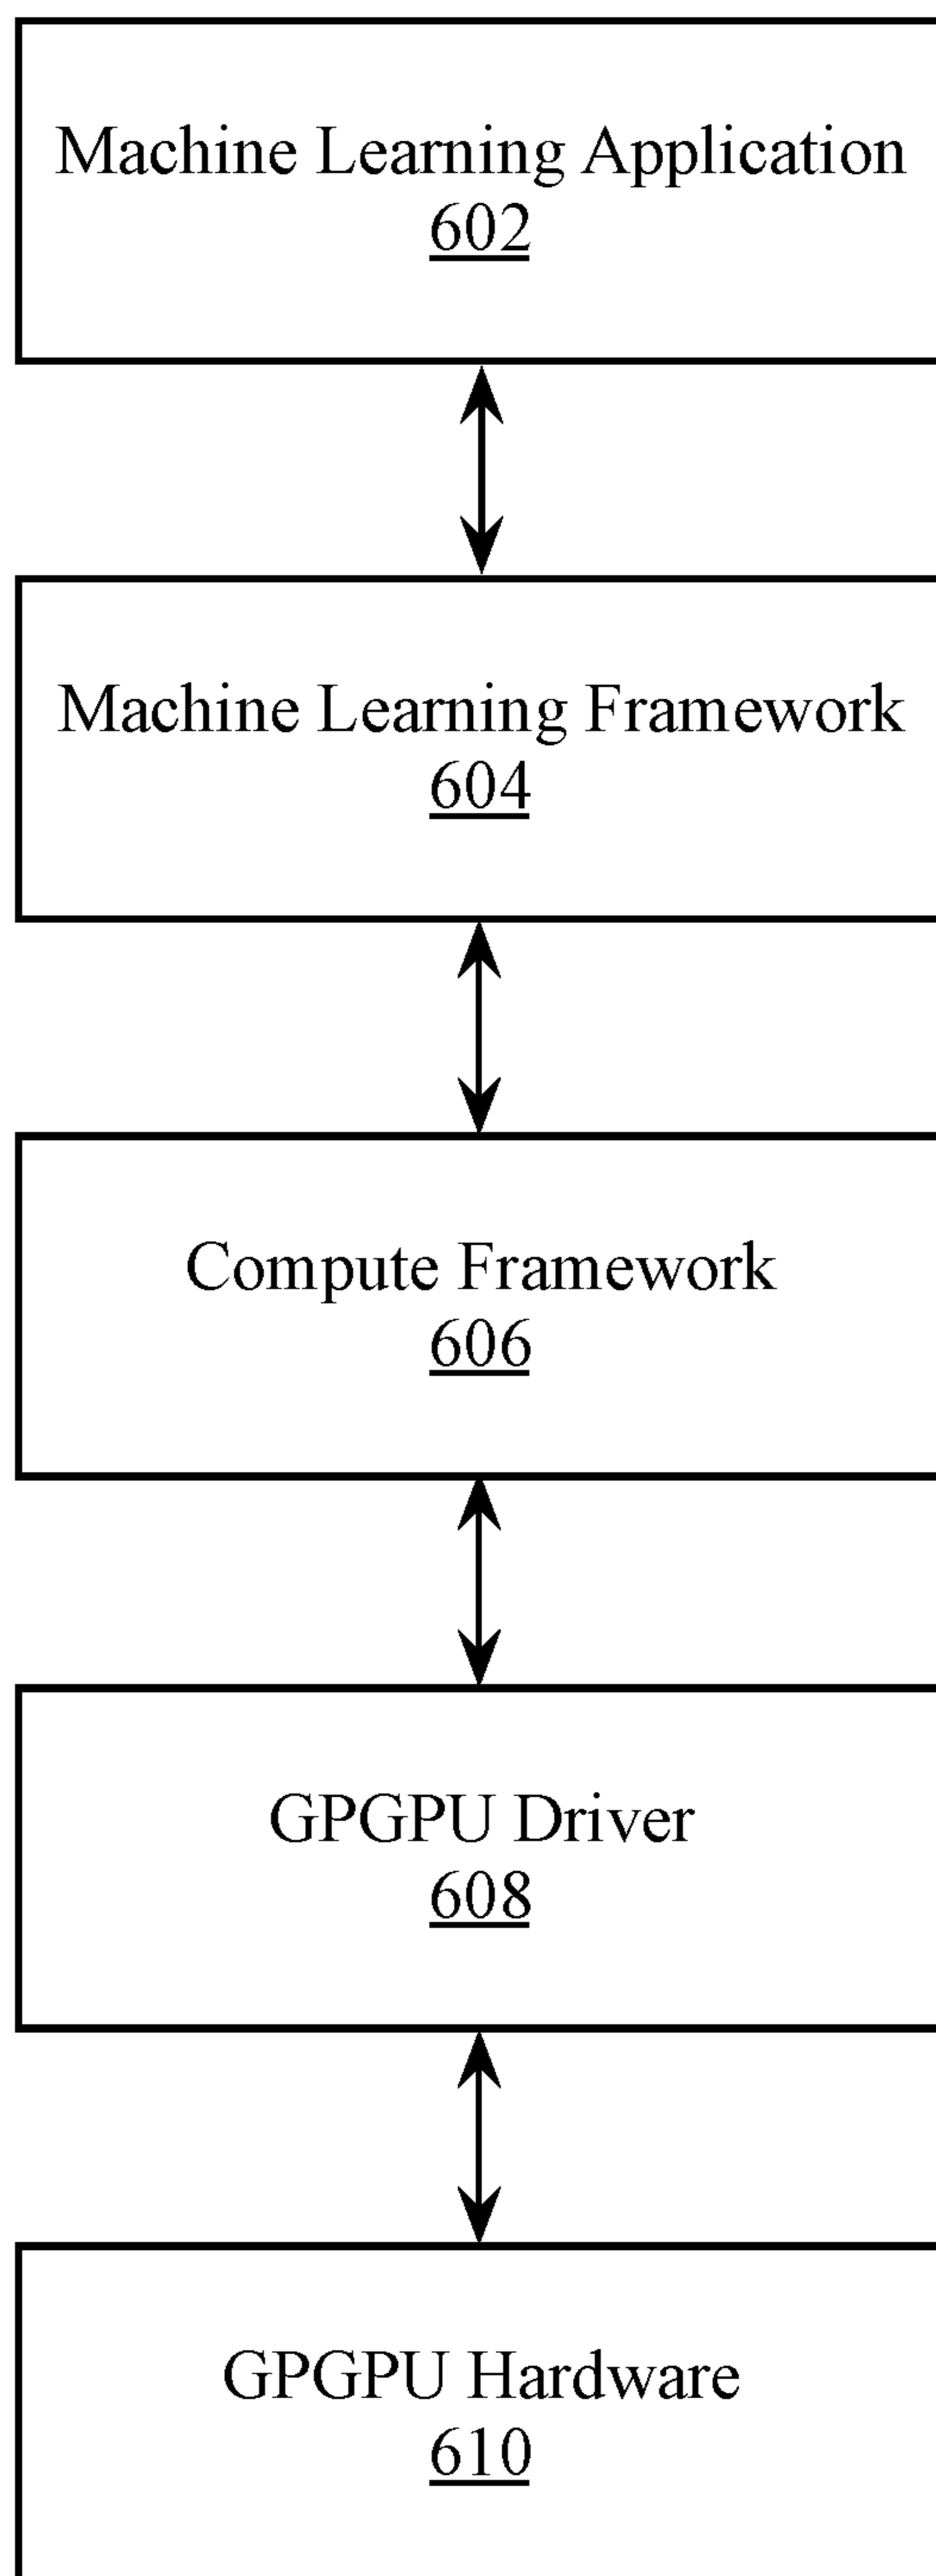 Machine Learning Application
602
Machine Learning Framework
604
Compute Framework
606
GPGPU Driver
608
GPGPU Hardware
610